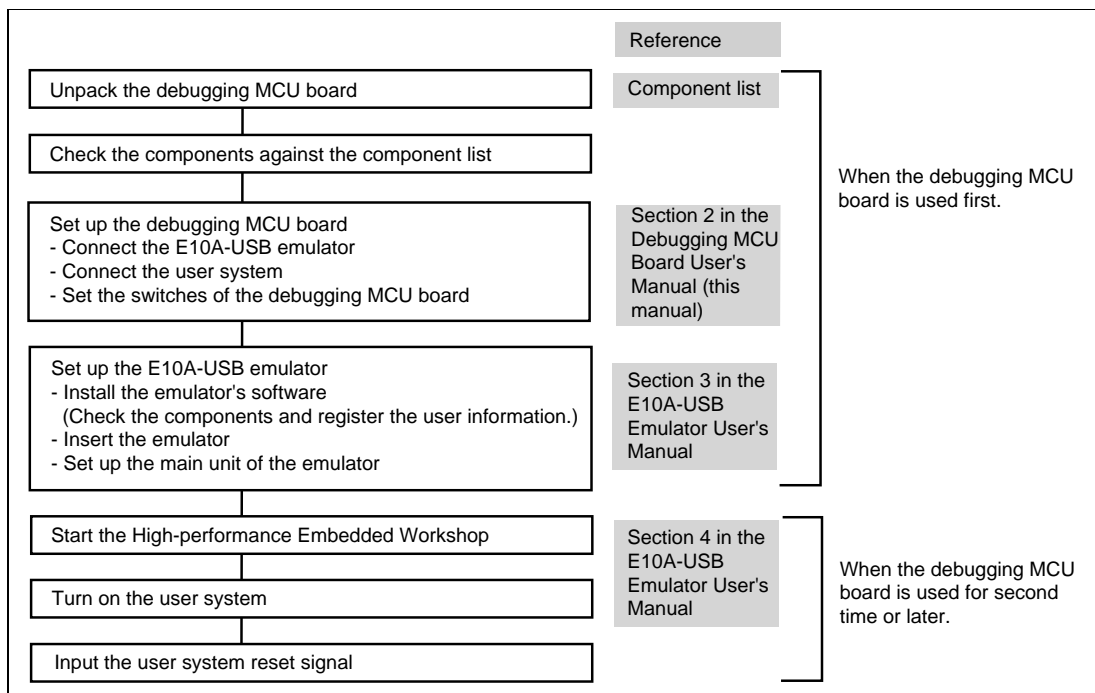 Reference
Unpack the debugging MCU board
Component list
Check the components against the component list
When the debugging MCU
board is used first.
Set up the debugging MCU board
- Connect the E10A-USB emulator
- Connect the user system
- Set the switches of the debugging MCU board
Section 2 in the
Debugging MCU
Board User's
Manual (this
manual)
Set up the E10A-USB emulator
- Install the emulator's software
(Check the components and register the user information.)
- Insert the emulator
- Set up the main unit of the emulator
Section 3 in the
E10A-USB
Emulator User's
Manual
Start the High-performance Embedded Workshop
Section 4 in the
E10A-USB
Emulator User's
Manual
Turn on the user system
When the debugging MCU
board is used for second
time or later.
Input the user system reset signal